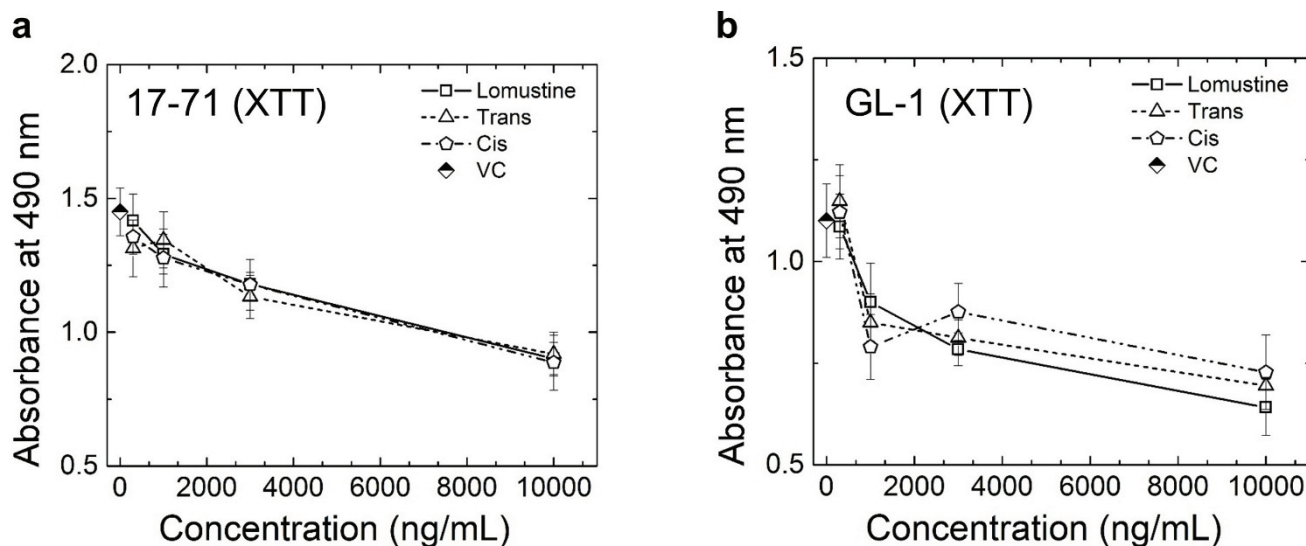 a
2.0
1.5
1.0
0.5
Absorbance at 490 nm
17-71 (XTT)
Lomustine
Trans
Cis
VC
0 2000 4000 6000 8000 10000
Concentration (ng/mL)
b
1.5
1.0
0.5
Absorbance at 490 nm
GL-1 (XTT)
Lomustine
Trans
Cis
VC
0 2000 4000 6000 8000 10000
Concentration (ng/mL)